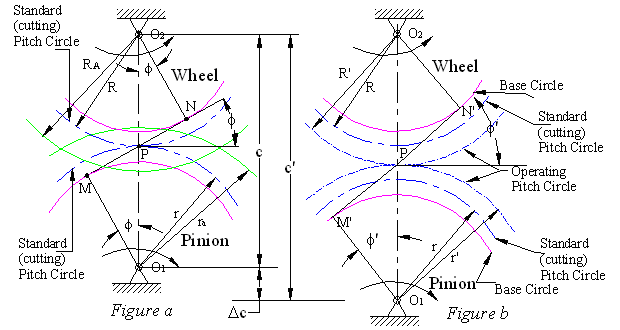 Standard
(cutting)
Pitch Circle
O2
RA
R
ϕ
Wheel
N
ϕ
P
M
Standard
(cutting)
Pitch Circle
ϕ
r
rA
Pinion
O1
Figure a
c
c'
Δc
O2
R'
R
Wheel
Base Circle
N'
ϕ'
Standard
(cutting)
Pitch Circle
P
Operating
Pitch Circle
M'
ϕ'
r
r'
Standard
(cutting)
Pitch Circle
Pinion
Base Circle
O1
Figure b